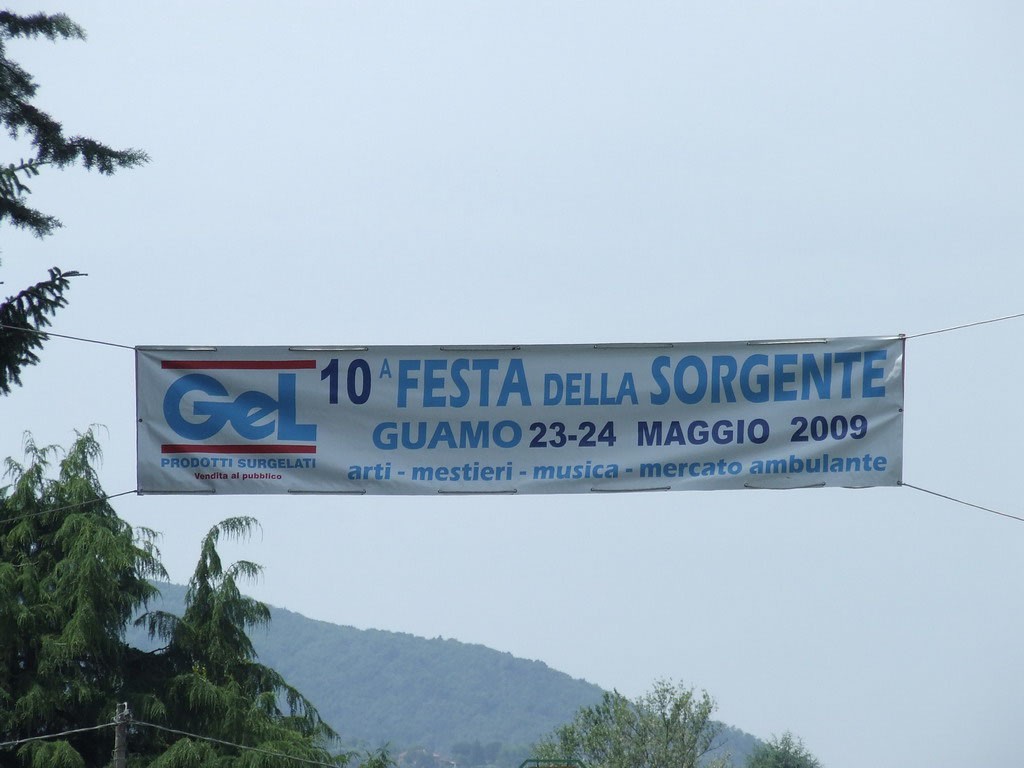 GeL
PRODOTTI SURGELATI
Vendita al pubblico
10A FESTA DELLA SORGENTE
GUAMO 23-24 MAGGIO 2009
arti - mestieri - musica - mercato ambulante